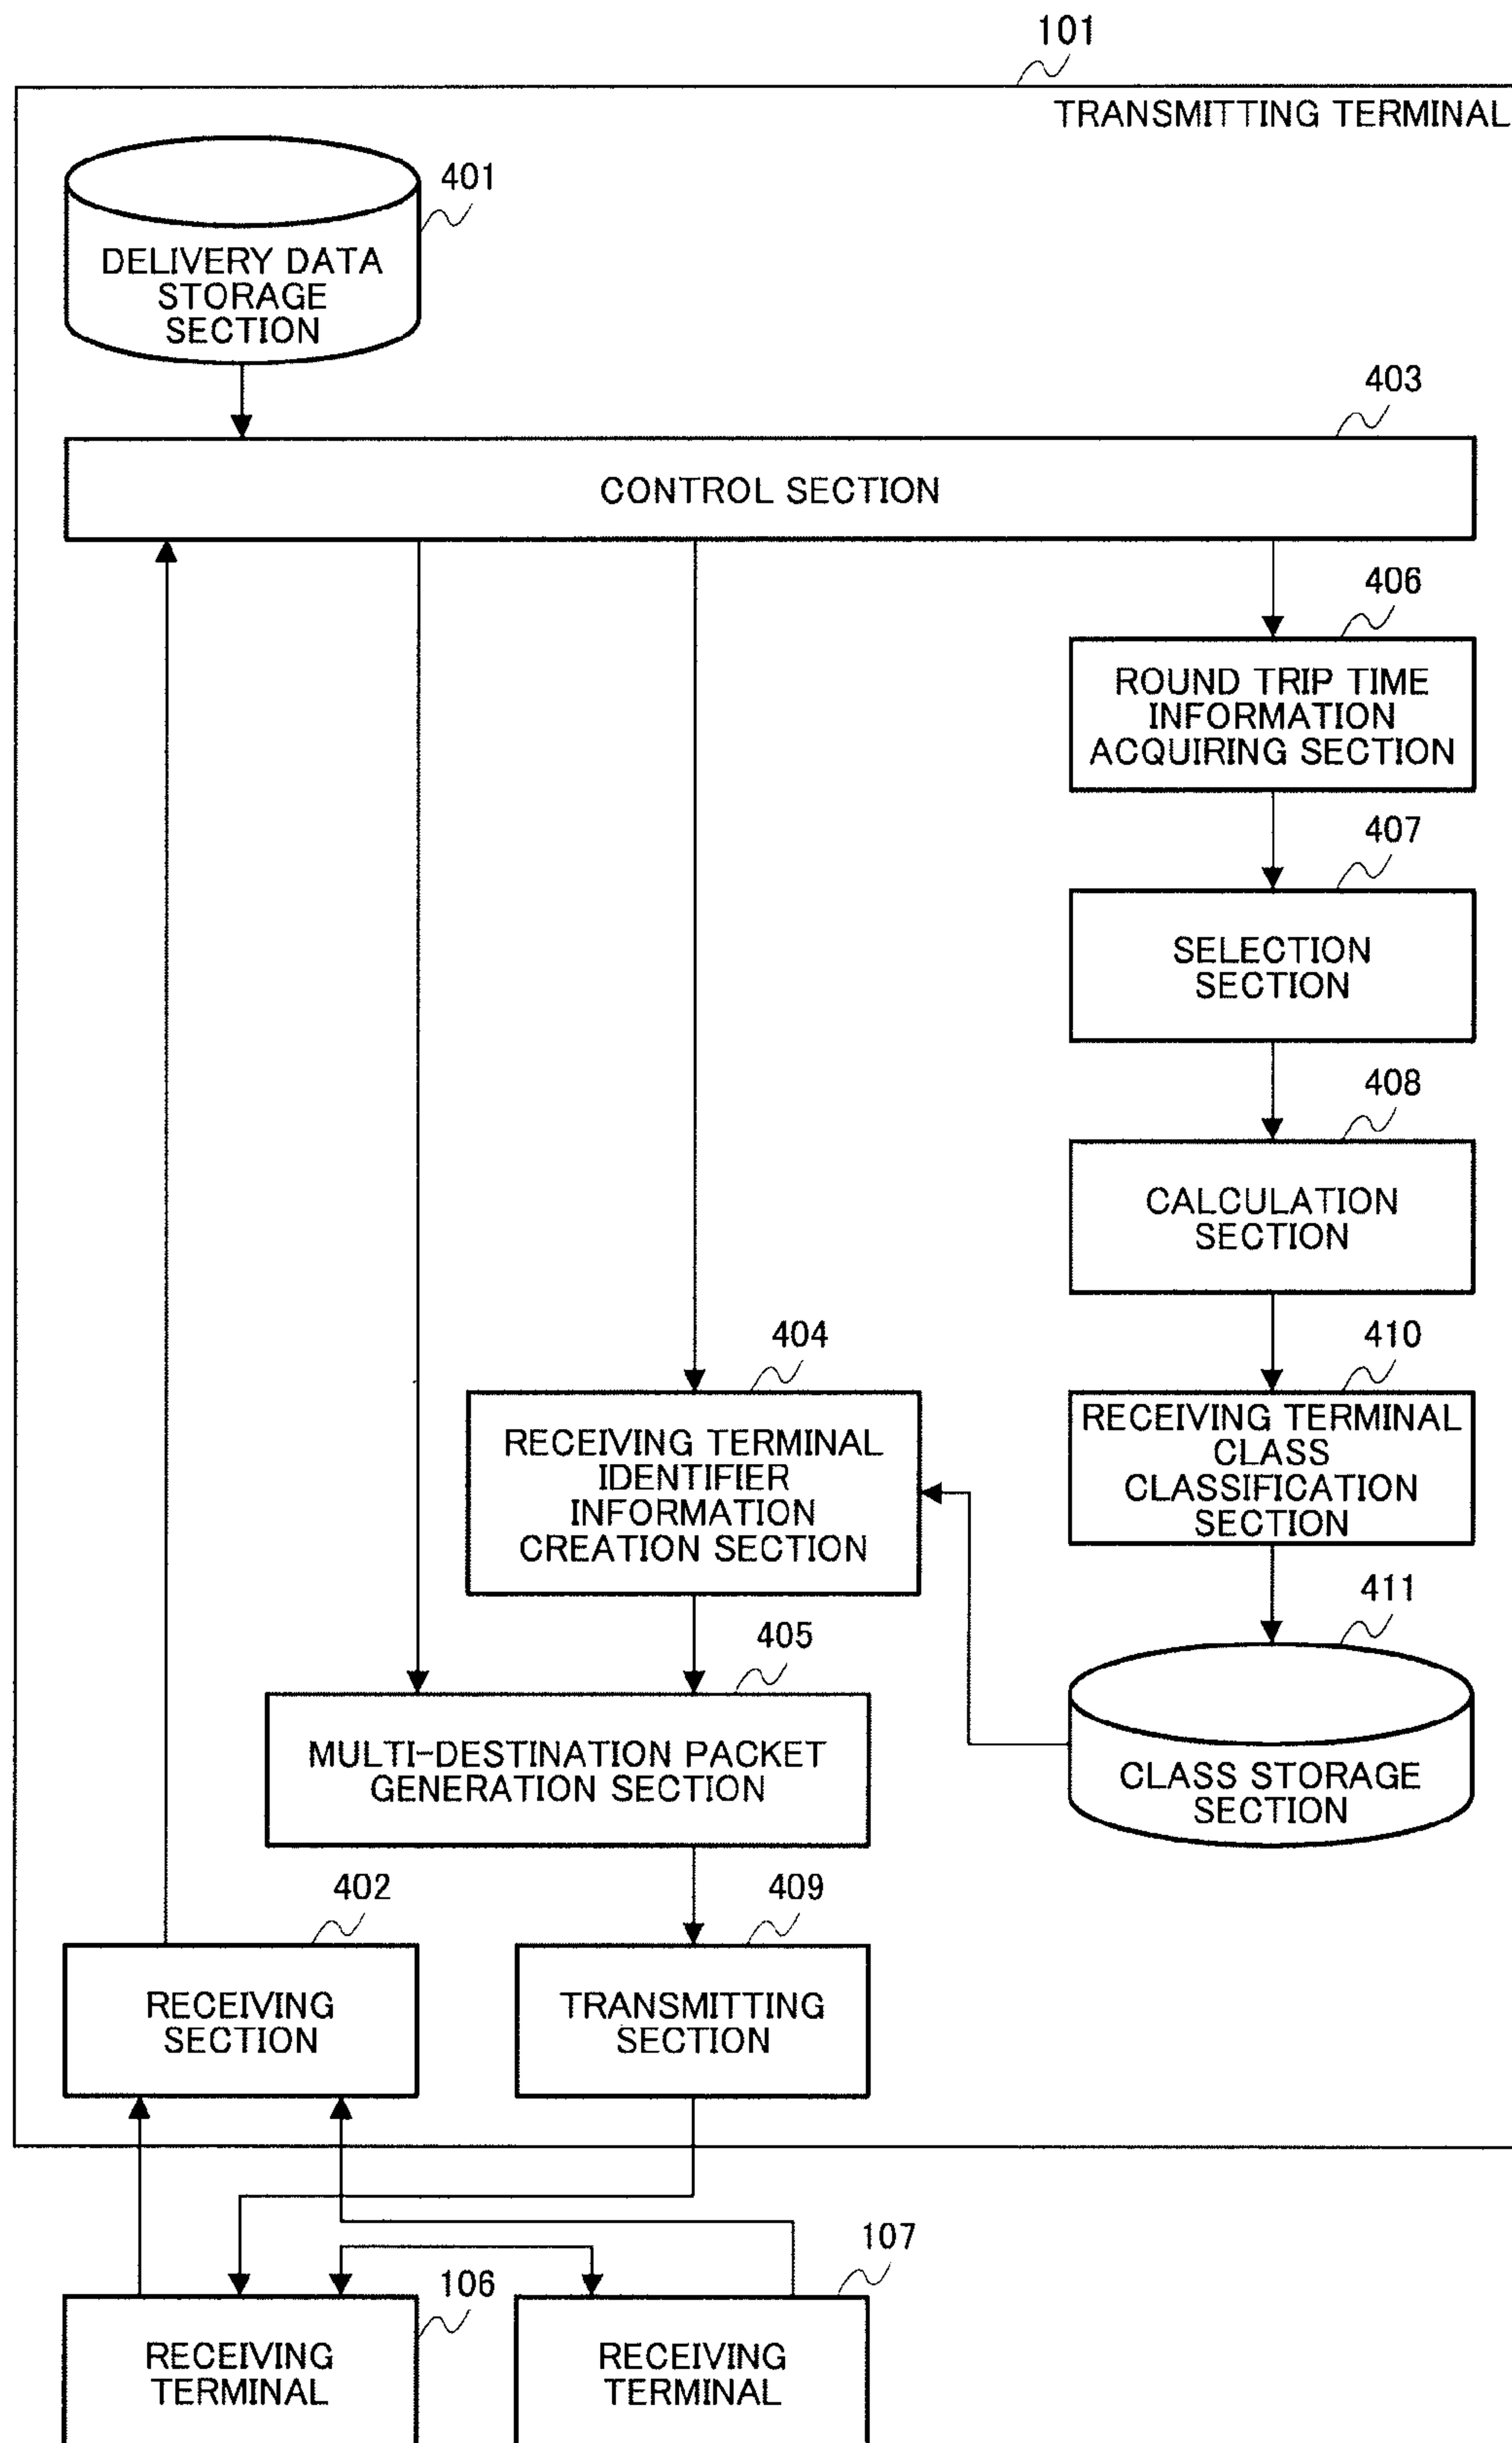 101
TRANSMITTING TERMINAL
401
DELIVERY DATA
STORAGE
SECTION
403
CONTROL SECTION
406
ROUND TRIP TIME
INFORMATION
ACQUIRING SECTION
407
SELECTION
SECTION
408
CALCULATION
SECTION
404
RECEIVING TERMINAL
IDENTIFIER
INFORMATION
CREATION SECTION
410
RECEIVING TERMINAL
CLASS
CLASSIFICATION
SECTION
411
CLASS STORAGE
SECTION
405
MULTI-DESTINATION PACKET
GENERATION SECTION
402
RECEIVING
SECTION
409
TRANSMITTING
SECTION
106
RECEIVING
TERMINAL
107
RECEIVING
TERMINAL